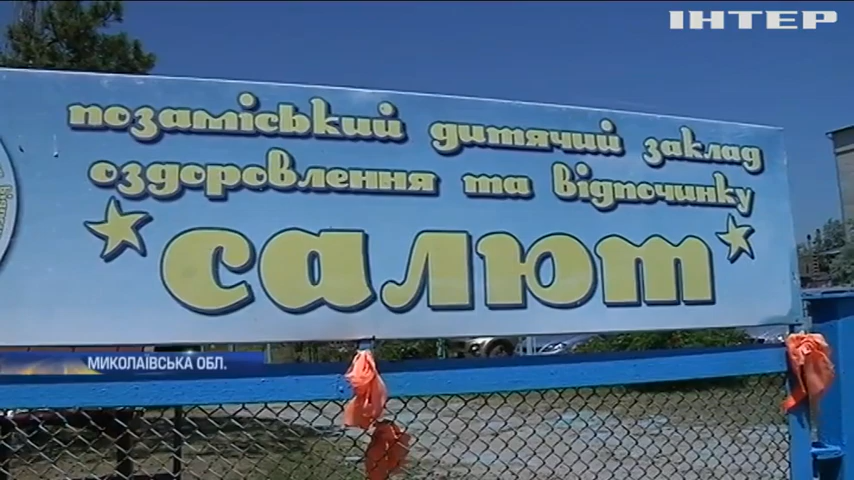 ІНТЕР
позаміський дитячий заклад
оздоровлення та відпочинку
салют
МИКОЛАЇВСЬКА ОБЛ.